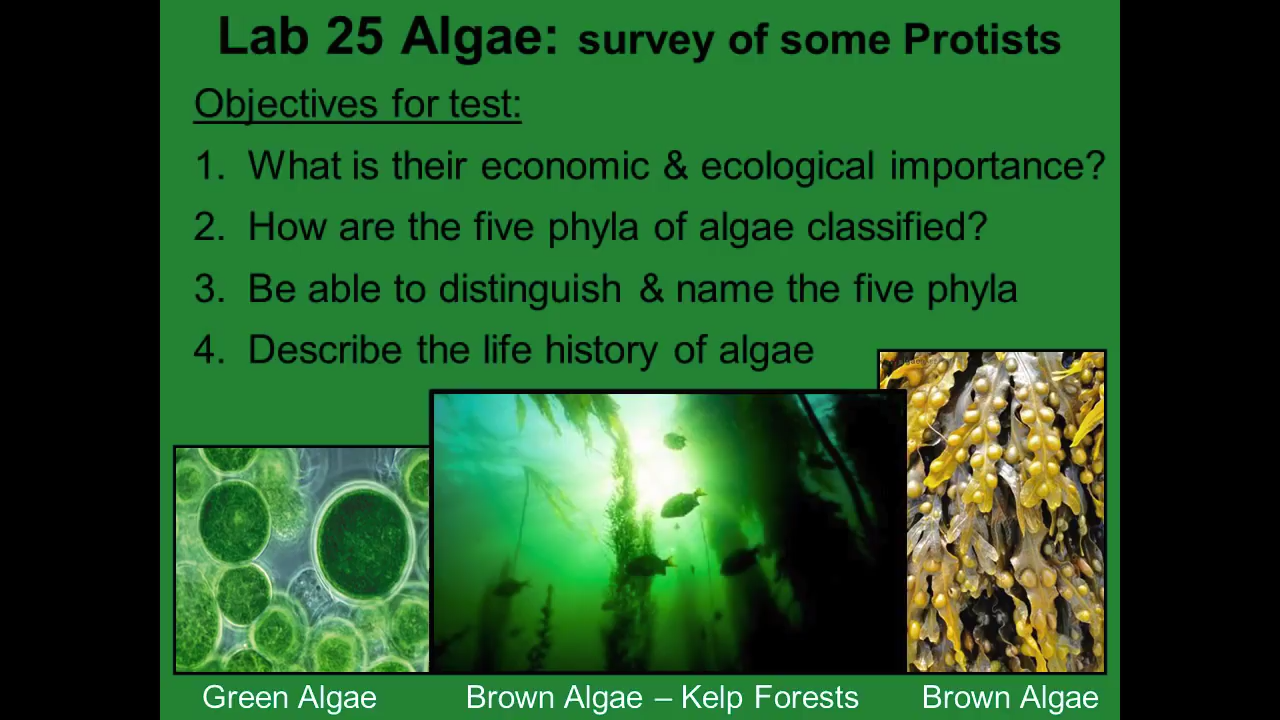 Lab 25 Algae: survey of some Protists
Objectives for test:
1. What is their economic & ecological importance?
2. How are the five phyla of algae classified?
3. Be able to distinguish & name the five phyla
4. Describe the life history of algae
Green Algae
Brown Algae – Kelp Forests
Brown Algae